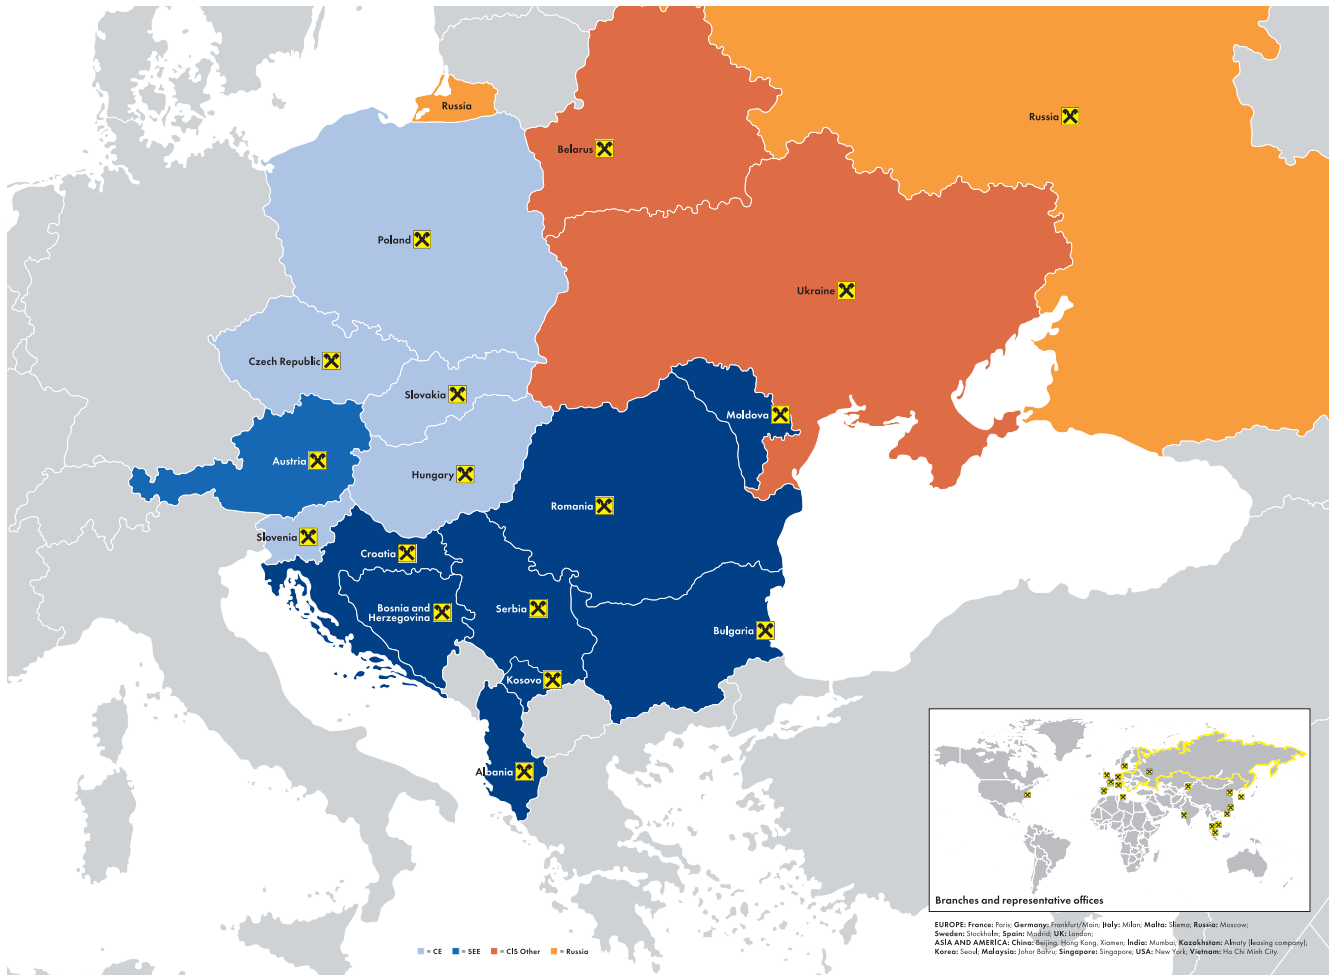 Russia
Russia
Belarus
Poland
Ukraine
Czech Republic
Slovakia
Moldova
Austria
Hungary
Romania
Slovenia
Croatia
Bosnia and
Herzegovina
Serbia
Bulgaria
Kosovo
Albania
Branches and representative offices
EUROPE: France: Paris; Germany: Frankfurt/Main; Italy: Milan; Malta: Sliema; Russia: Moscow;
Sweden: Stockholm; Spain: Madrid; UK: London;
ASIA AND AMERICA: China: Beijing, Hong Kong, Xiamen; India: Mumbai; Kazakhstan: Almaty (leasing company);
Korea: Seoul; Malaysia: Johor Bahru; Singapore: Singapore; USA: New York; Vietnam: Ho Chi Minh City.
= CE = SEE = CIS Other = Russia